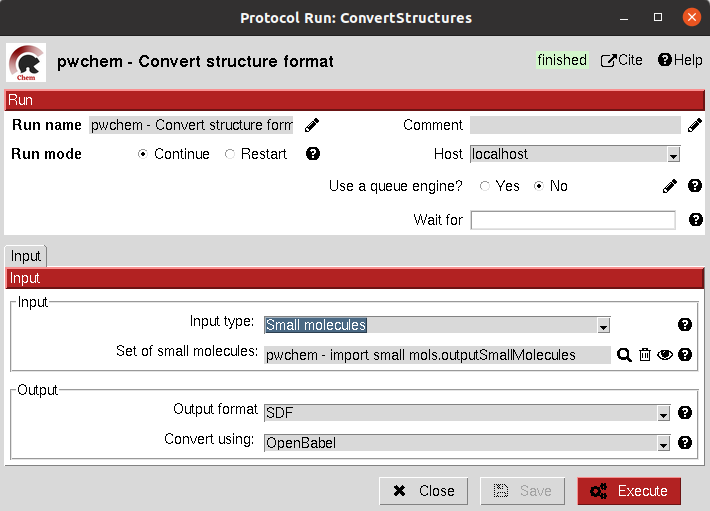 Protocol Run: ConvertStructures
Chem
pwchem - Convert structure format
finished
Cite
Help
Run
Run name pwchem - Convert structure form
Comment
Run mode Continue Restart
Host localhost
Use a queue engine? Yes No
Wait for
Input
Input
Input
Input type: Small molecules
Set of small molecules: pwchem - import small mols.outputSmallMolecules
Output
Output format SDF
Convert using: OpenBabel
Close
Save
Execute